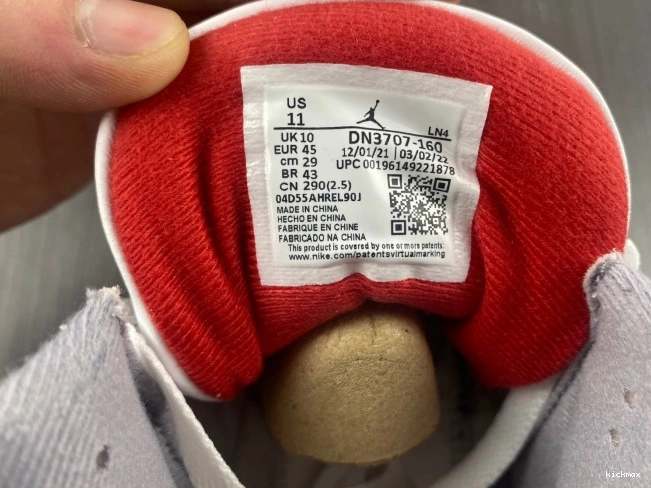 US
11
LN4
UK 10
DN3707-160
EUR 45
12/01/21 | 03/02/22
cm 29
UPC 00196149221878
BR 43
CN 290(2.5)
04D55AHREL90J
MADE IN CHINA
HECHO EN CHINA
FABRIQUE EN CHINE
FABRICADO NA CHINA
This product is covered by one or more patents:
www.nike.com/patentsvirtualmarking
kickmax